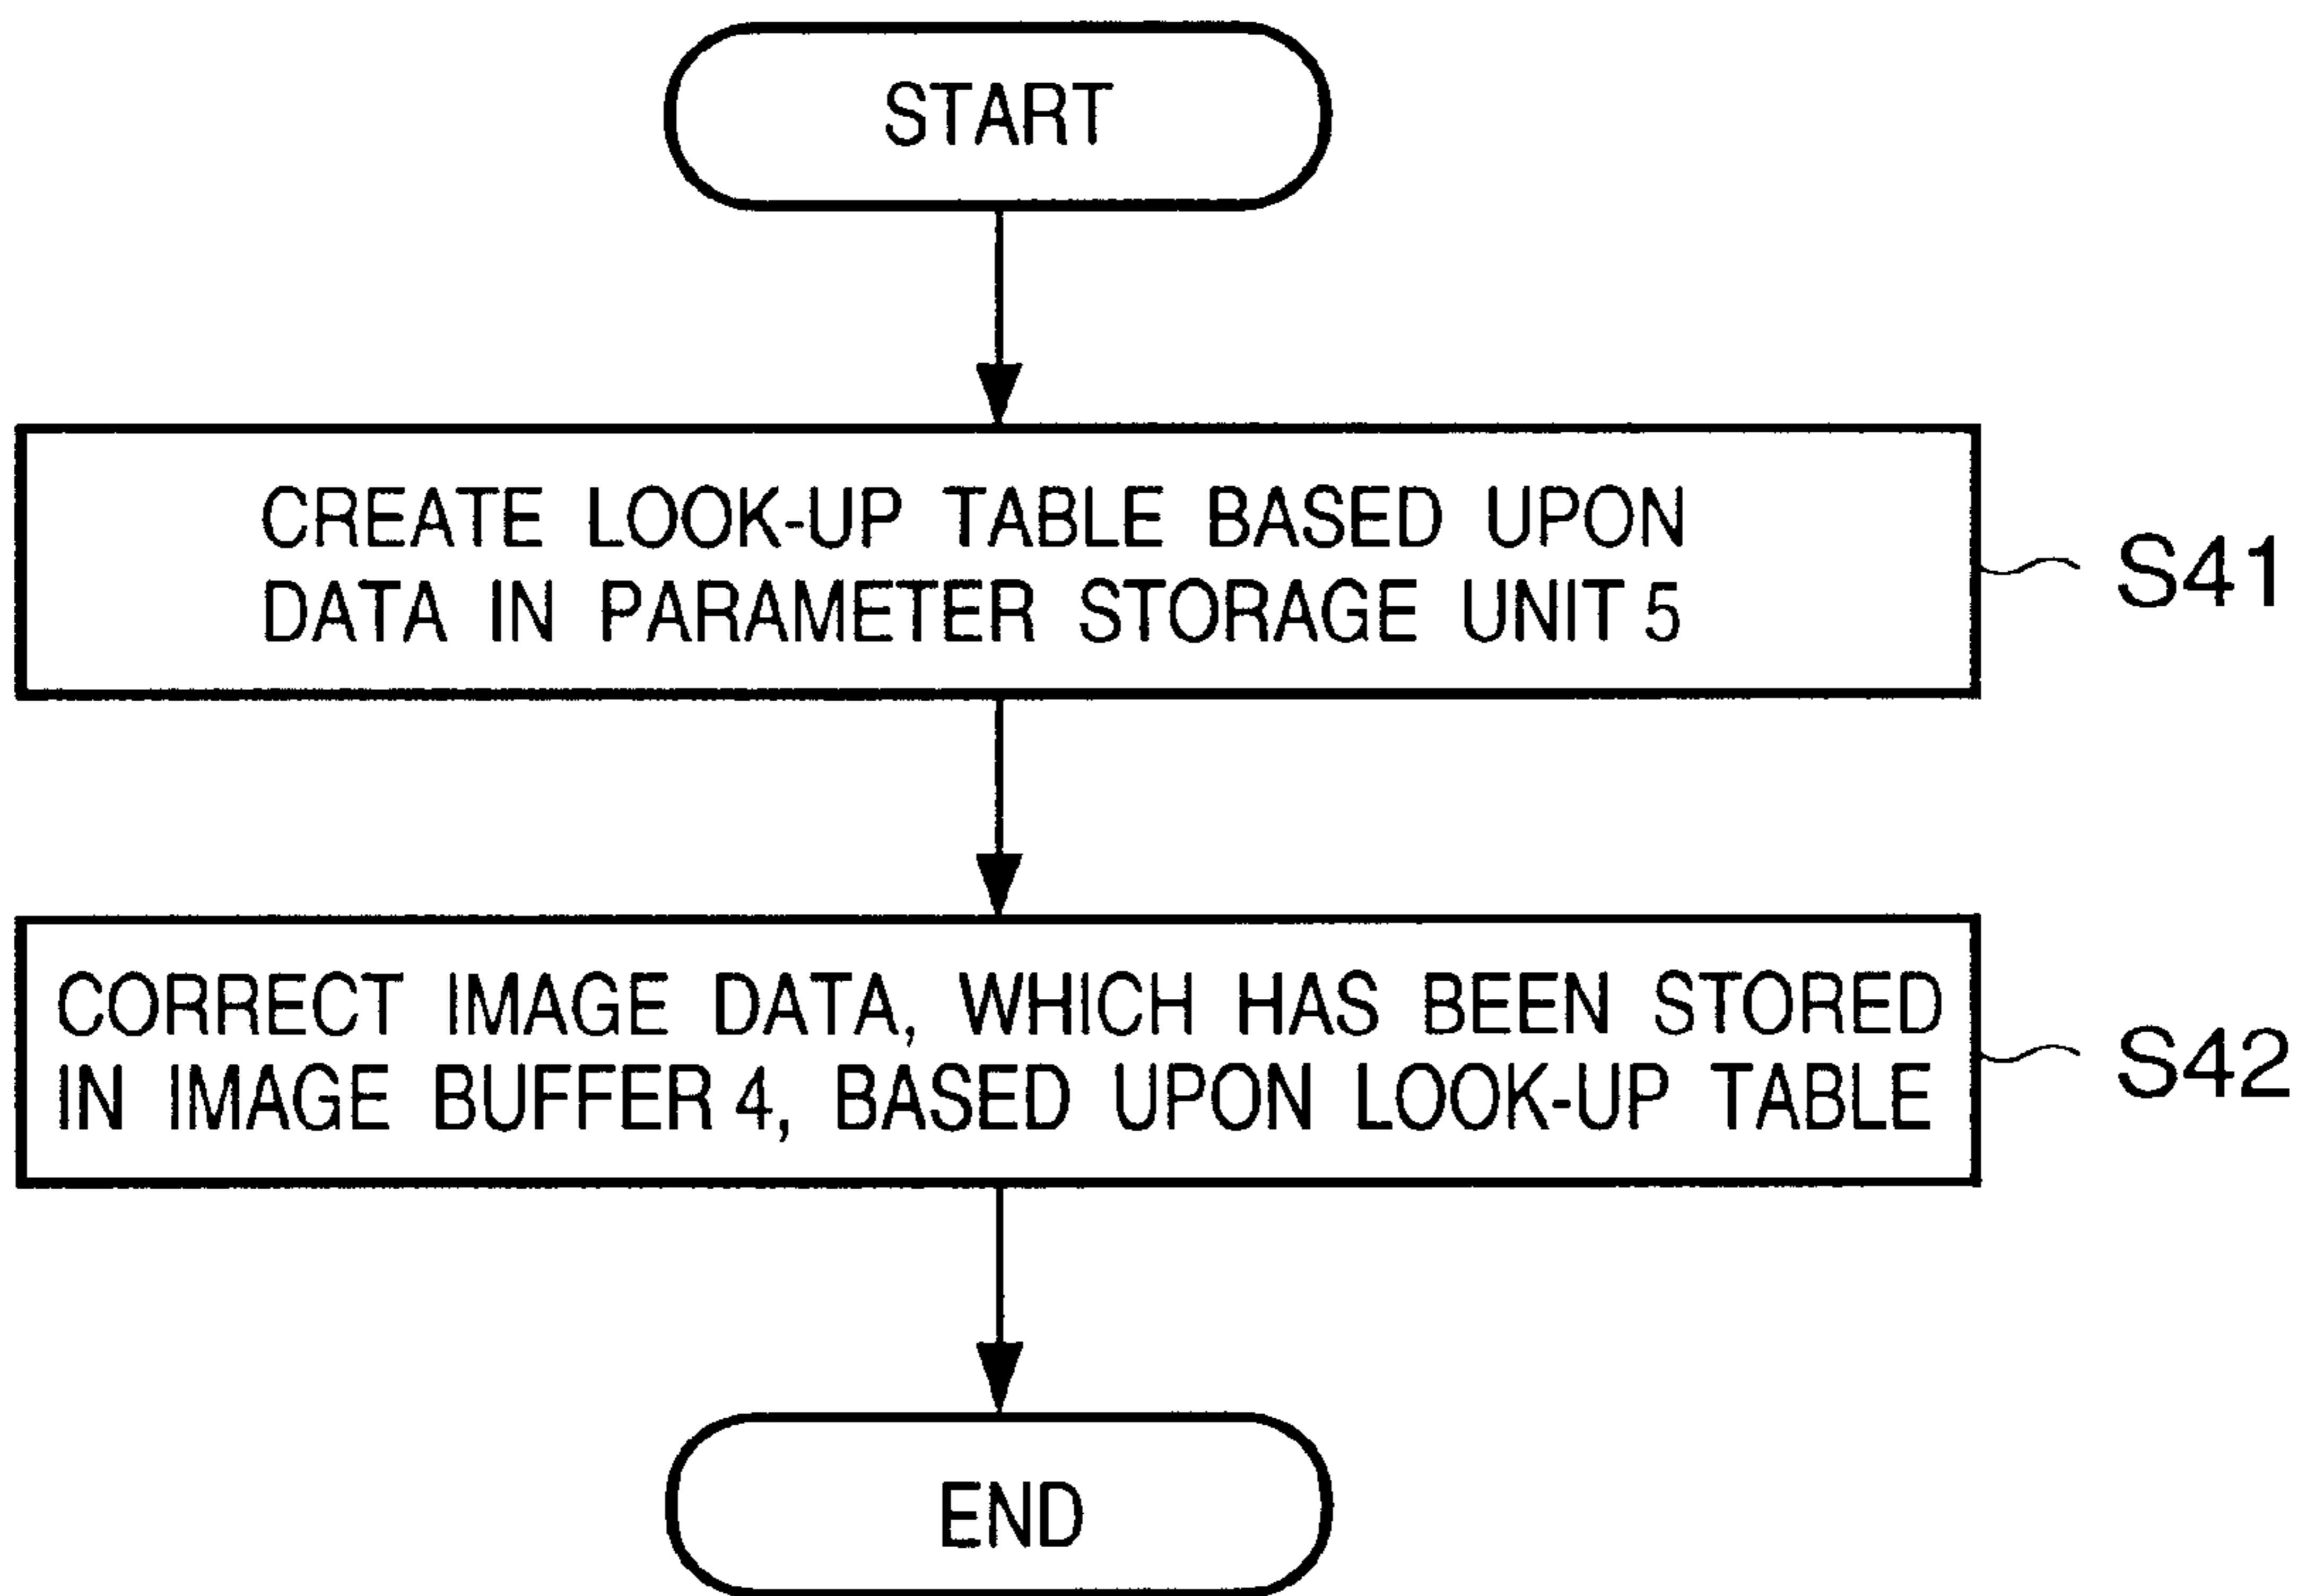 START
CREATE LOOK-UP TABLE BASED UPON
DATA IN PARAMETER STORAGE UNIT 5
S41
CORRECT IMAGE DATA, WHICH HAS BEEN STORED
IN IMAGE BUFFER 4, BASED UPON LOOK-UP TABLE
S42
END